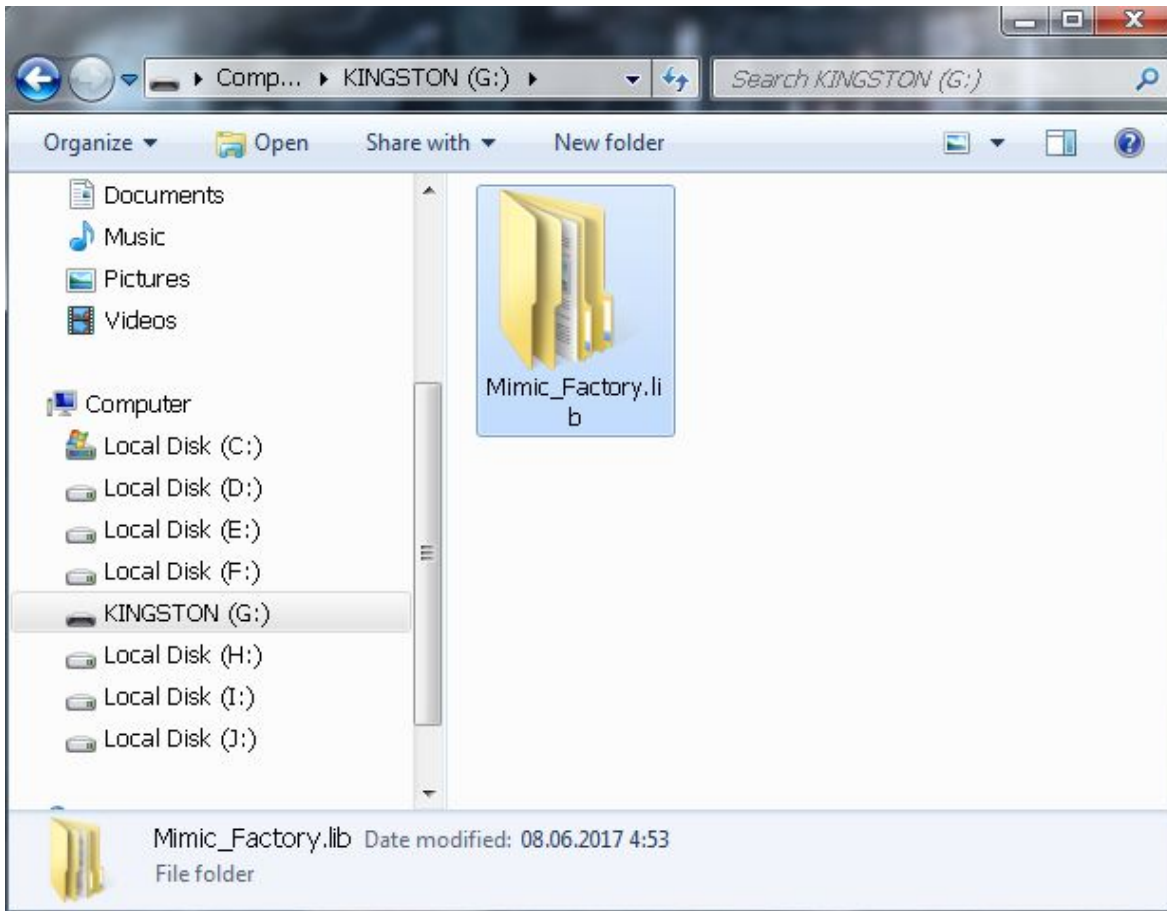 Comp... KINGSTON (G:)
Search KINGSTON (G:)
Organize Open Share with New folder
Documents
Music
Pictures
Videos
Computer
Local Disk (C:)
Local Disk (D:)
Local Disk (E:)
Local Disk (F:)
KINGSTON (G:)
Local Disk (H:)
Local Disk (I:)
Local Disk (J:)
Mimic_Factory.li
b
Mimic_Factory.lib Date modified: 08.06.2017 4:53
File folder